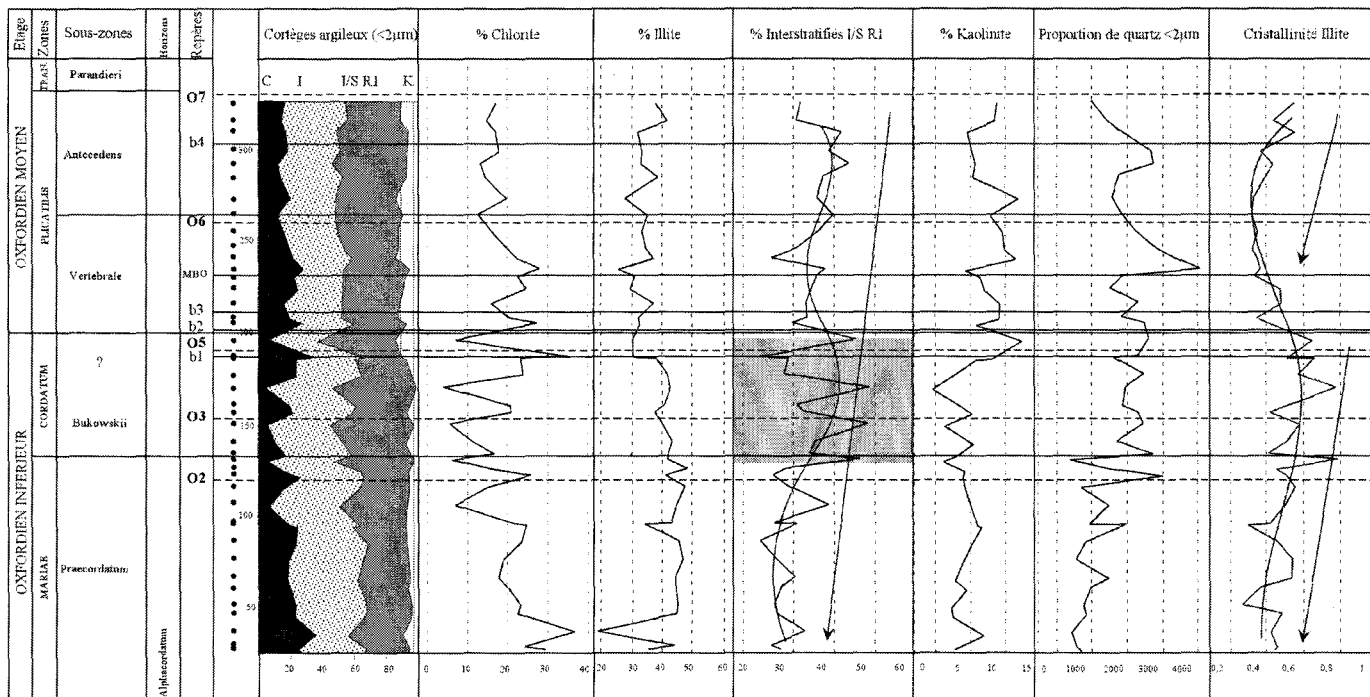 Etage Zones Sous-zones Horizons Repères Cortèges argileux (<2µm) % Chlorite % Illite % Interstratifiés I/S R1 % Kaolinite Proportion de quartz <2µm Cristallinité Illite
C I I/S R1 K
OXFORDIEN MOYEN
OXFORDIEN INFERIEUR
TRAN.
PLICATILIS
CORDATUM
MARIAE
Parandieri
Antecedens
Vertebrale
?
Bukowskii
Praecordatum
Alphacordatum
O7
b4
O6
MBO
b3
b2
O5
b1
O3
O2
300
250
200
150
100
50
20 40 60 80
0 10 20 30 40
20 30 40 50 60
20 30 40 50 60
0 5 10 15
0 1000 2000 3000 4000
0,2 0,4 0,6 0,8 1